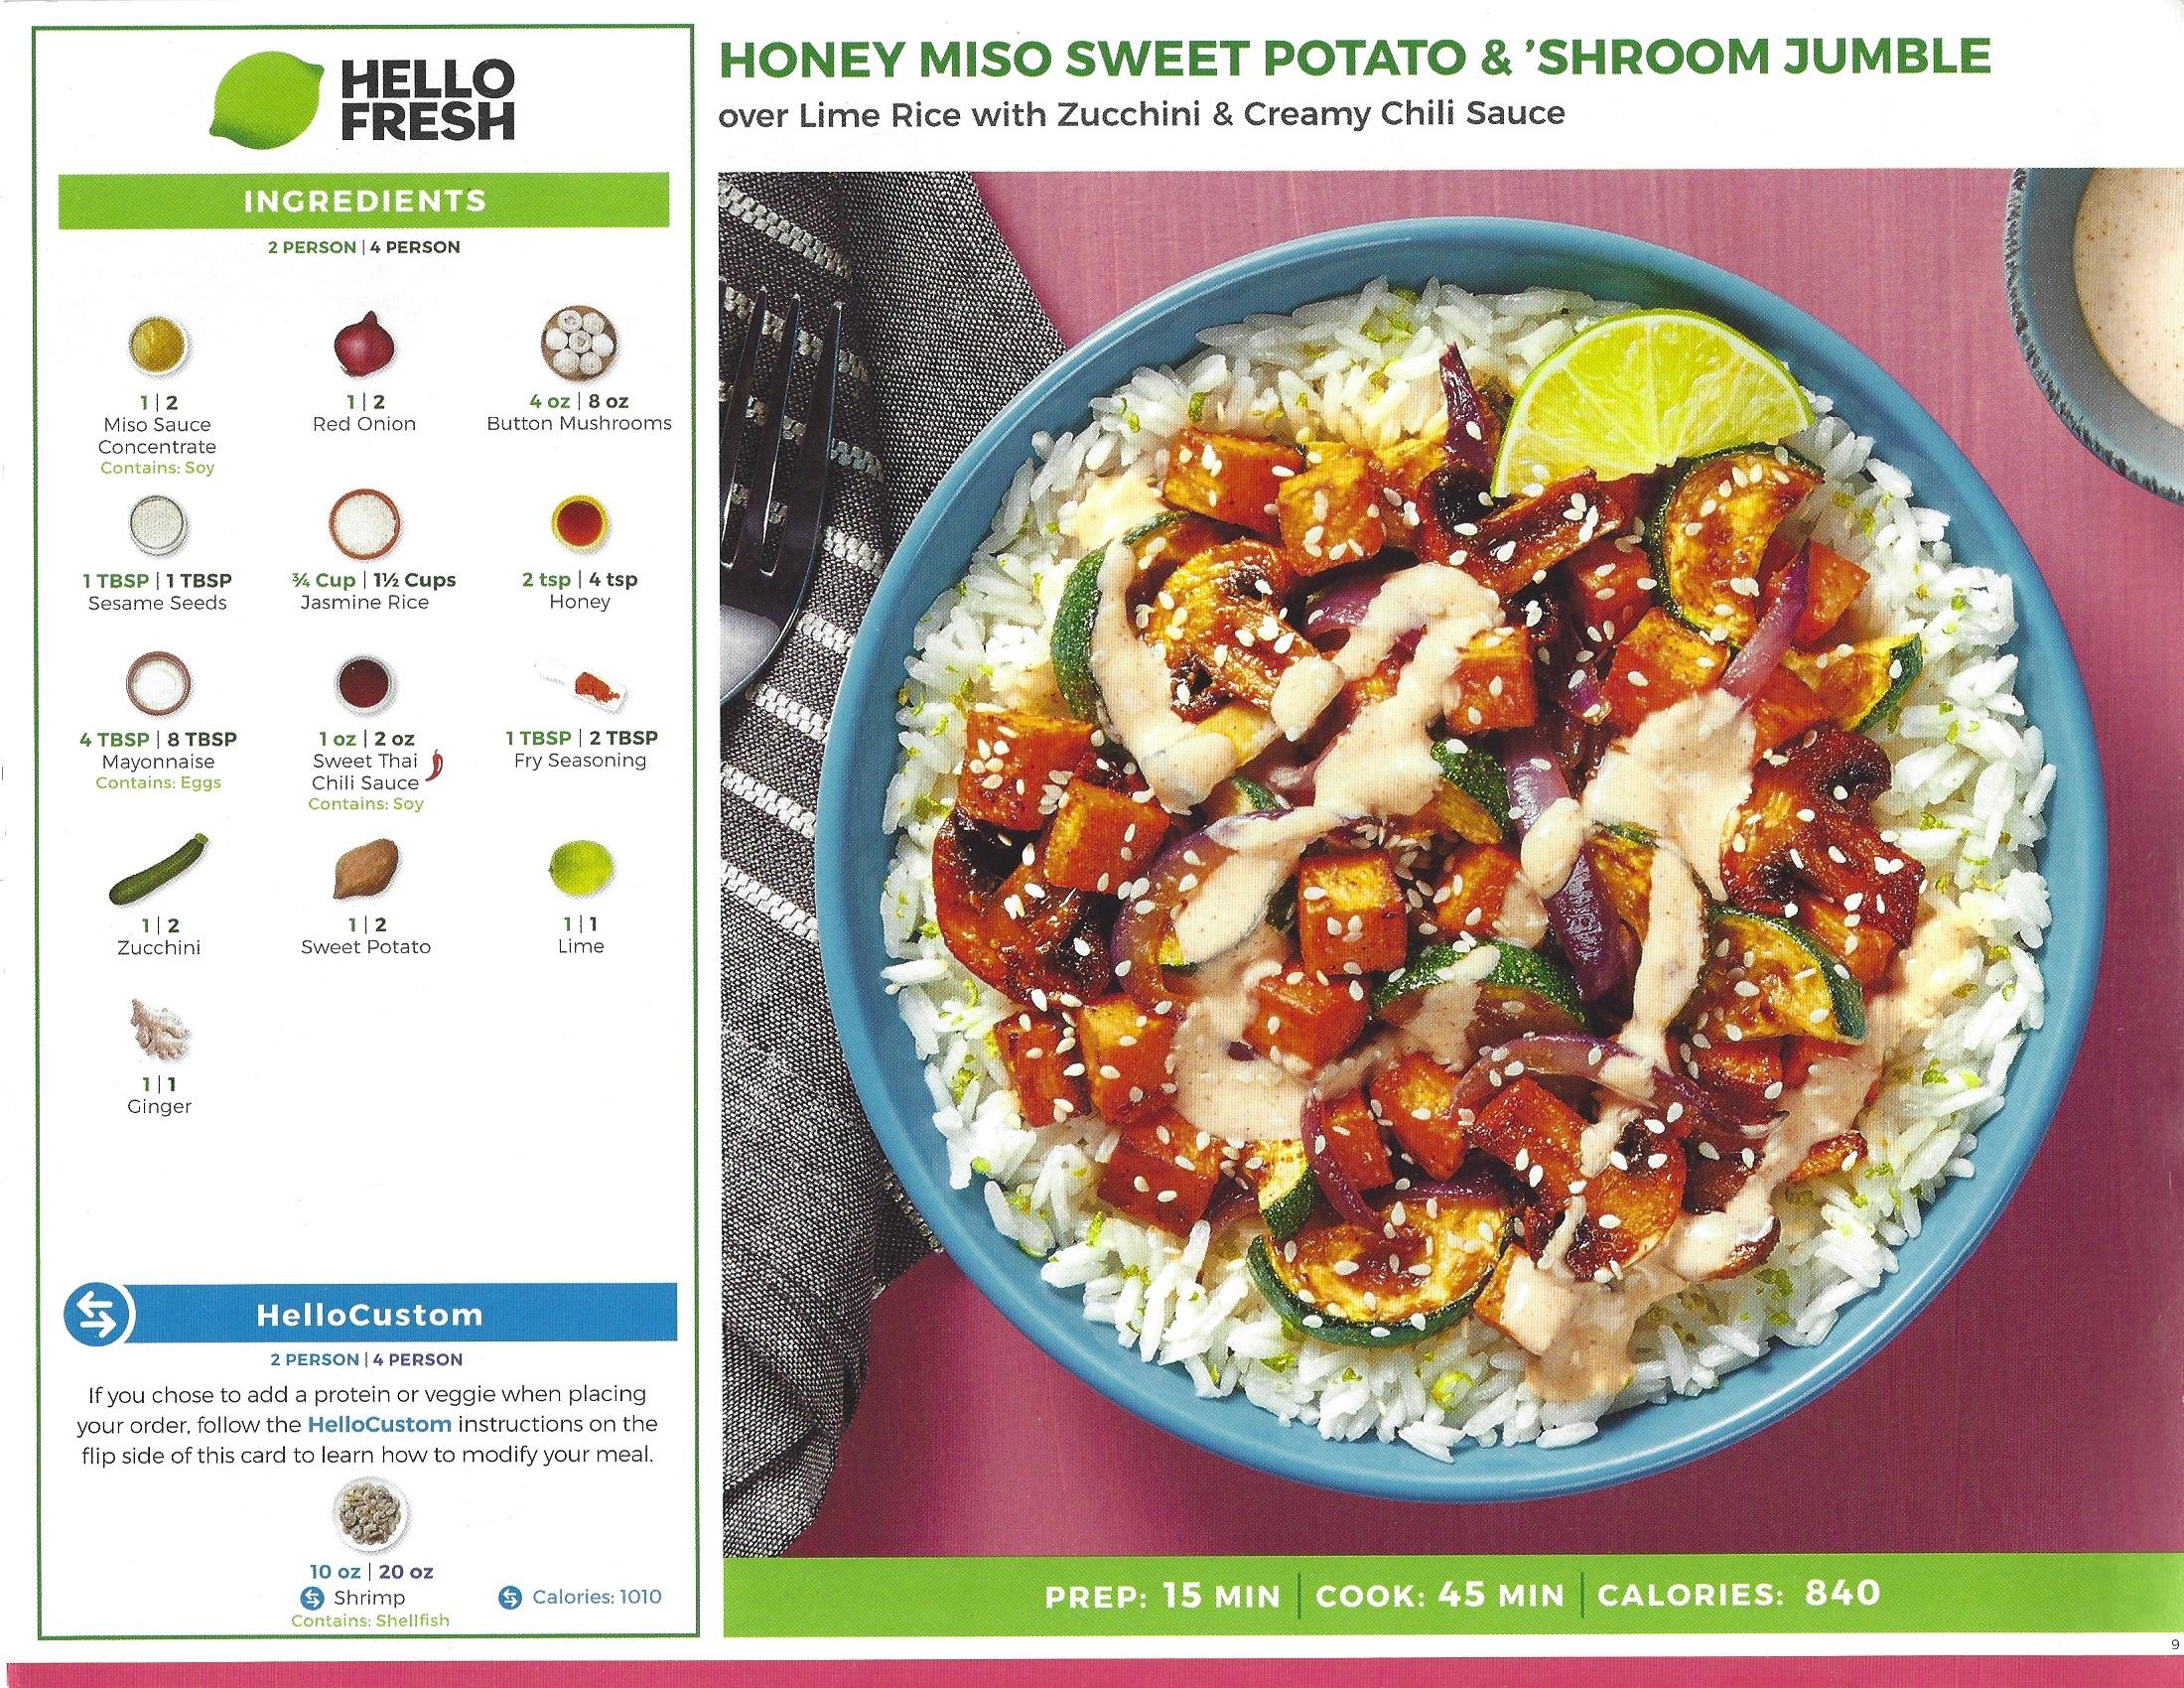 HELLO
FRESH
INGREDIENTS
2 PERSON | 4 PERSON
1 | 2
Miso Sauce
Concentrate
Contains: Soy
1 | 2
Red Onion
4 oz | 8 oz
Button Mushrooms
1 TBSP | 1 TBSP
Sesame Seeds
¾ Cup | 1½ Cups
Jasmine Rice
2 tsp | 4 tsp
Honey
4 TBSP | 8 TBSP
Mayonnaise
Contains: Eggs
1 oz | 2 oz
Sweet Thai
Chili Sauce
Contains: Soy
1 TBSP | 2 TBSP
Fry Seasoning
1 | 2
Zucchini
1 | 2
Sweet Potato
1 | 1
Lime
1 | 1
Ginger
HelloCustom
2 PERSON | 4 PERSON
If you chose to add a protein or veggie when placing
your order, follow the HelloCustom instructions on the
flip side of this card to learn how to modify your meal.
10 oz | 20 oz
Shrimp
Contains: Shellfish
Calories: 1010
HONEY MISO SWEET POTATO & ’SHROOM JUMBLE
over Lime Rice with Zucchini & Creamy Chili Sauce
PREP: 15 MIN | COOK: 45 MIN | CALORIES: 840
9